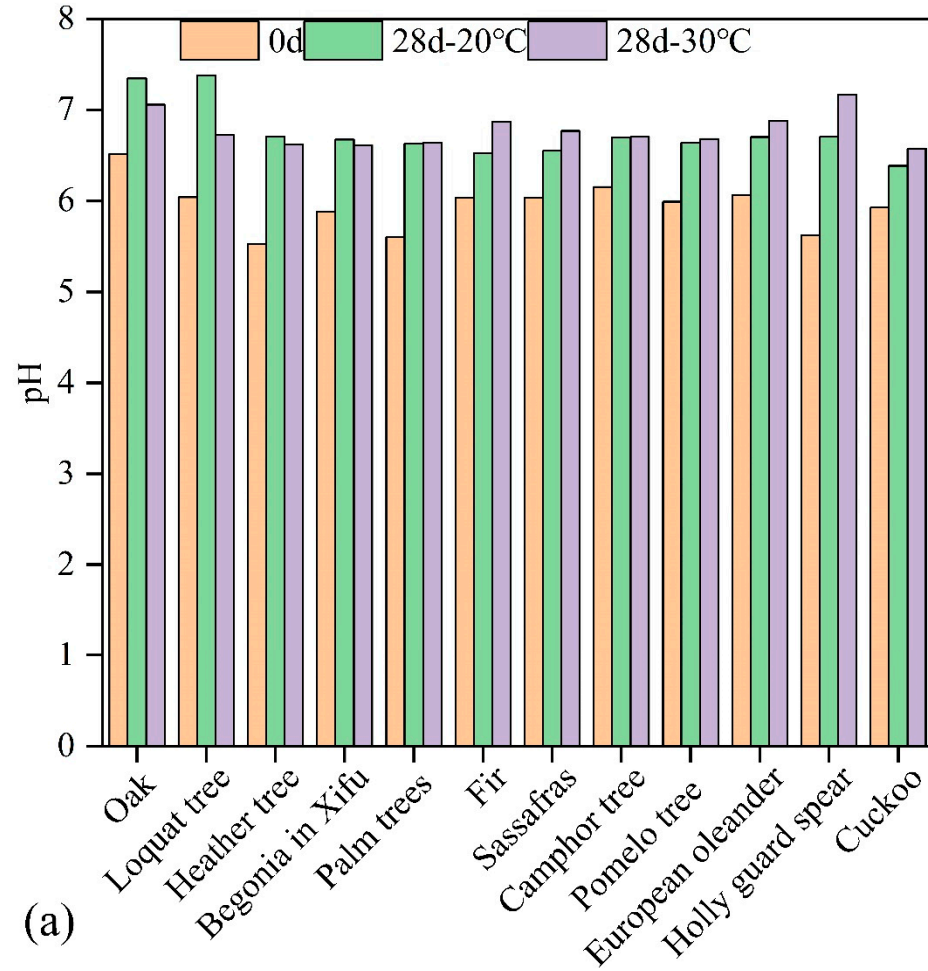 0d 28d-20°C 28d-30°C
8
7
6
5
4
3
2
1
0
pH
Oak
Loquat tree
Heather tree
Begonia in Xifu
Palm trees
Fir
Sassafras
Camphor tree
Pomelo tree
European oleander
Holly guard spear
Cuckoo
(a)